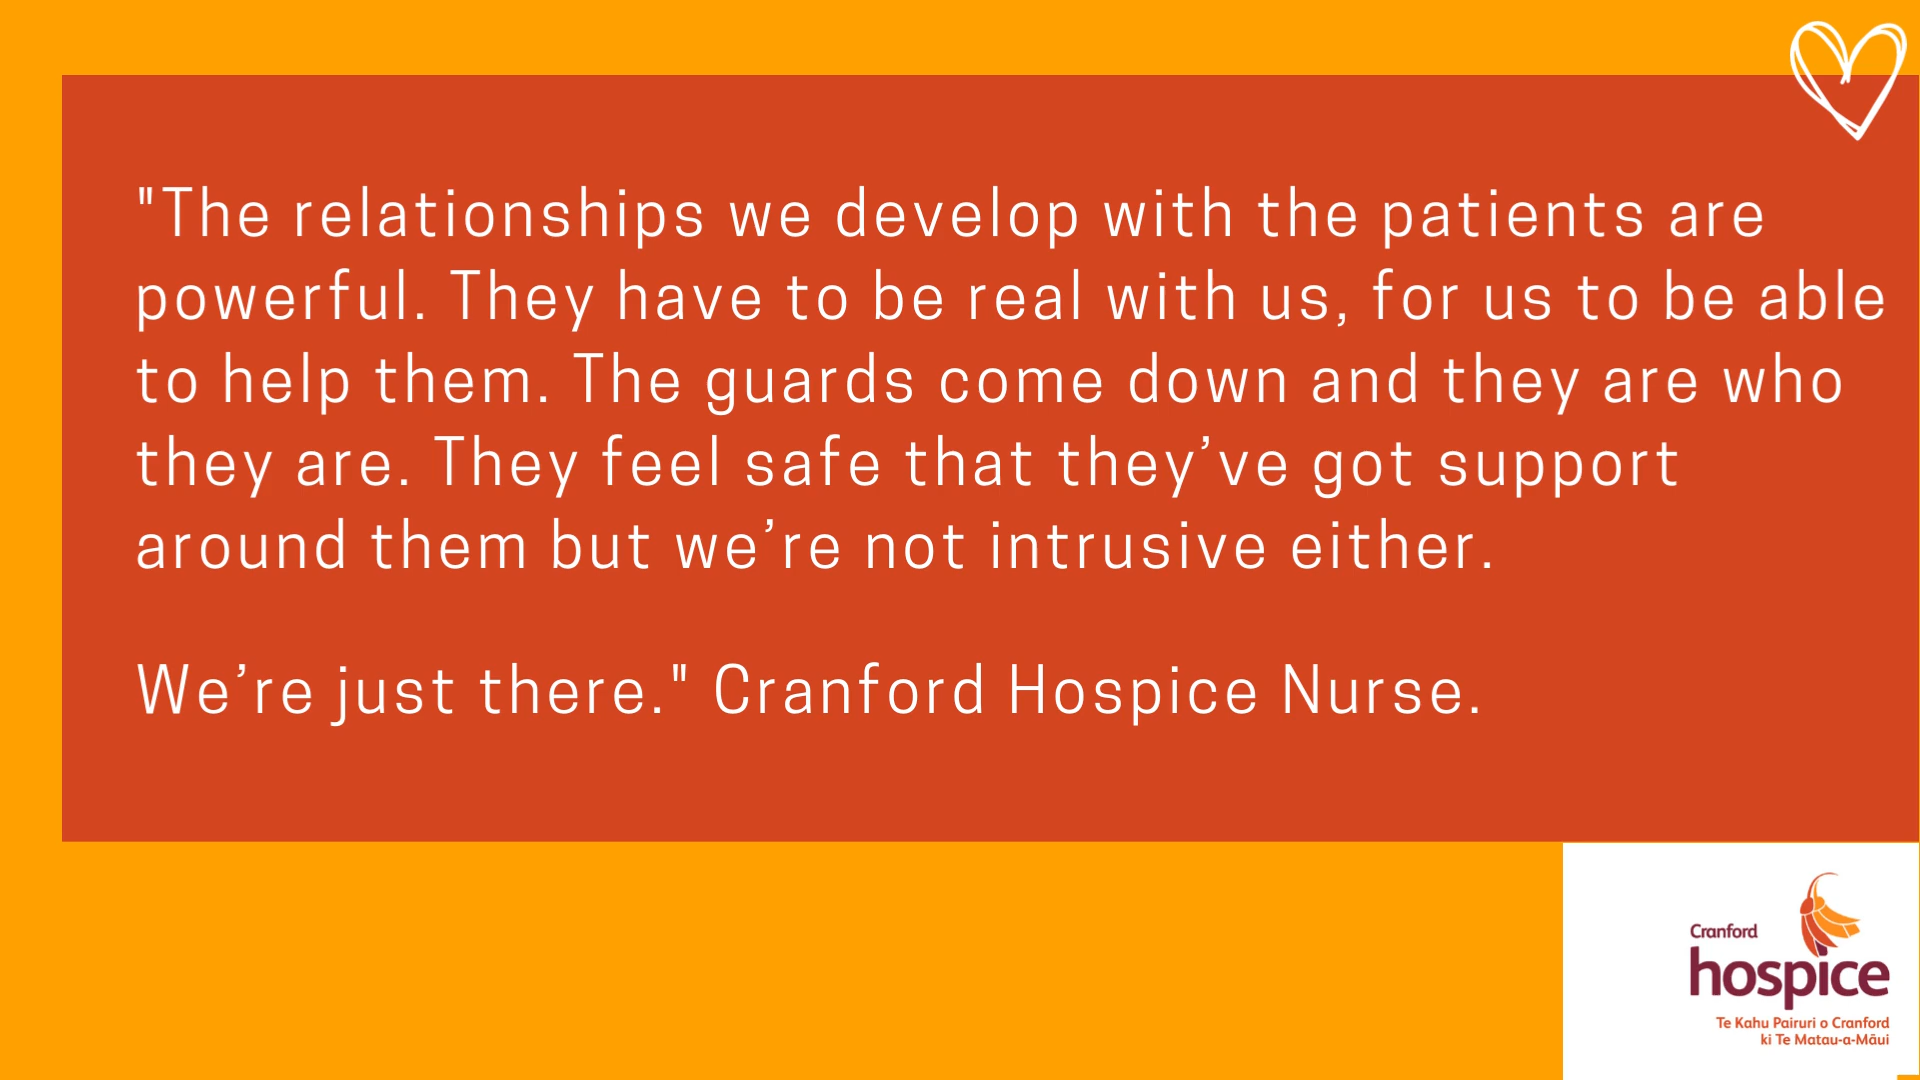 "The relationships we develop with the patients are
powerful. They have to be real with us, for us to be able
to help them. The guards come down and they are who
they are. They feel safe that they’ve got support
around them but we’re not intrusive either.
We’re just there." Cranford Hospice Nurse.
Cranford
hospice
Te Kahu Pairuri o Cranford
ki Te Matau-a-Māui